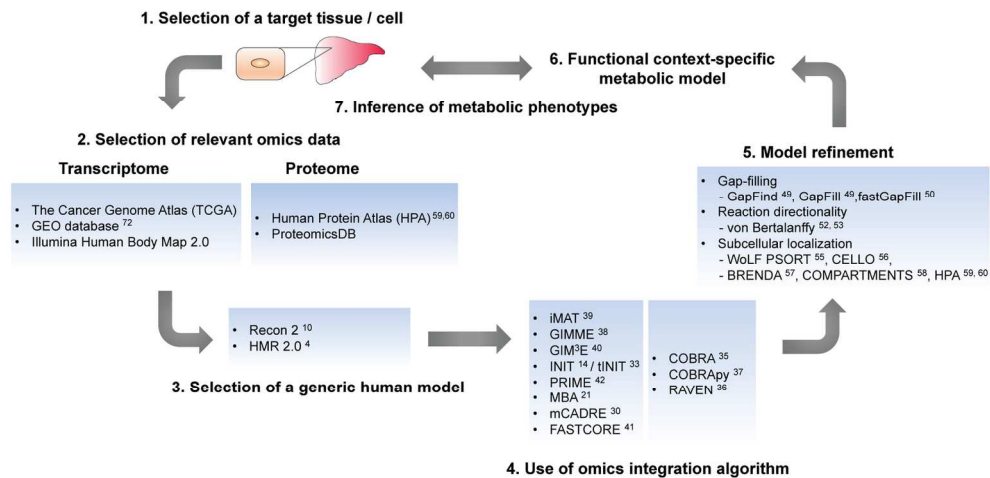 1. Selection of a target tissue / cell
6. Functional context-specific
metabolic model
7. Inference of metabolic phenotypes
2. Selection of relevant omics data
Transcriptome
Proteome
• The Cancer Genome Atlas (TCGA)
• GEO database 72
• Illumina Human Body Map 2.0
• Human Protein Atlas (HPA) 59,60
• ProteomicsDB
• Recon 2 10
• HMR 2.0 4
3. Selection of a generic human model
• iMAT 39
• GIMME 38
• GIM3E 40
• INIT 14 / tINIT 33
• PRIME 42
• MBA 21
• mCADRE 30
• FASTCORE 41
• COBRA 35
• COBRApy 37
• RAVEN 36
4. Use of omics integration algorithm
5. Model refinement
• Gap-filling
- GapFind 49, GapFill 49,fastGapFill 50
• Reaction directionality
- von Bertalanffy 52, 53
• Subcellular localization
- WoLF PSORT 55, CELLO 56,
- BRENDA 57, COMPARTMENTS 58, HPA 59, 60